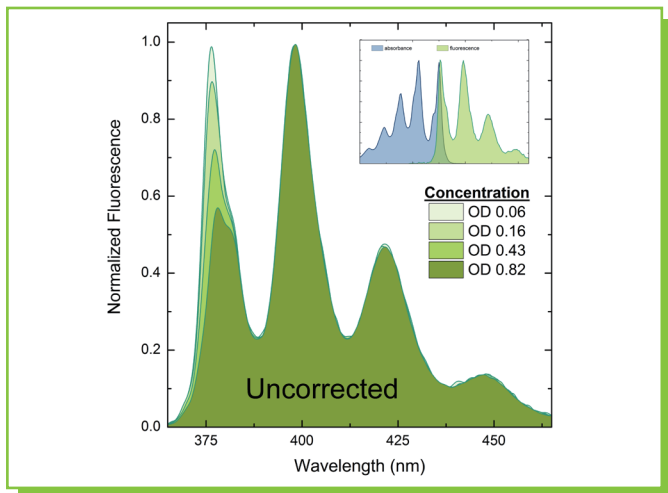 absorbance
fluorescence
1.0
0.8
0.6
0.4
0.2
0.0
Normalized Fluorescence
Concentration
OD 0.06
OD 0.16
OD 0.43
OD 0.82
Uncorrected
375
400
425
450
Wavelength (nm)